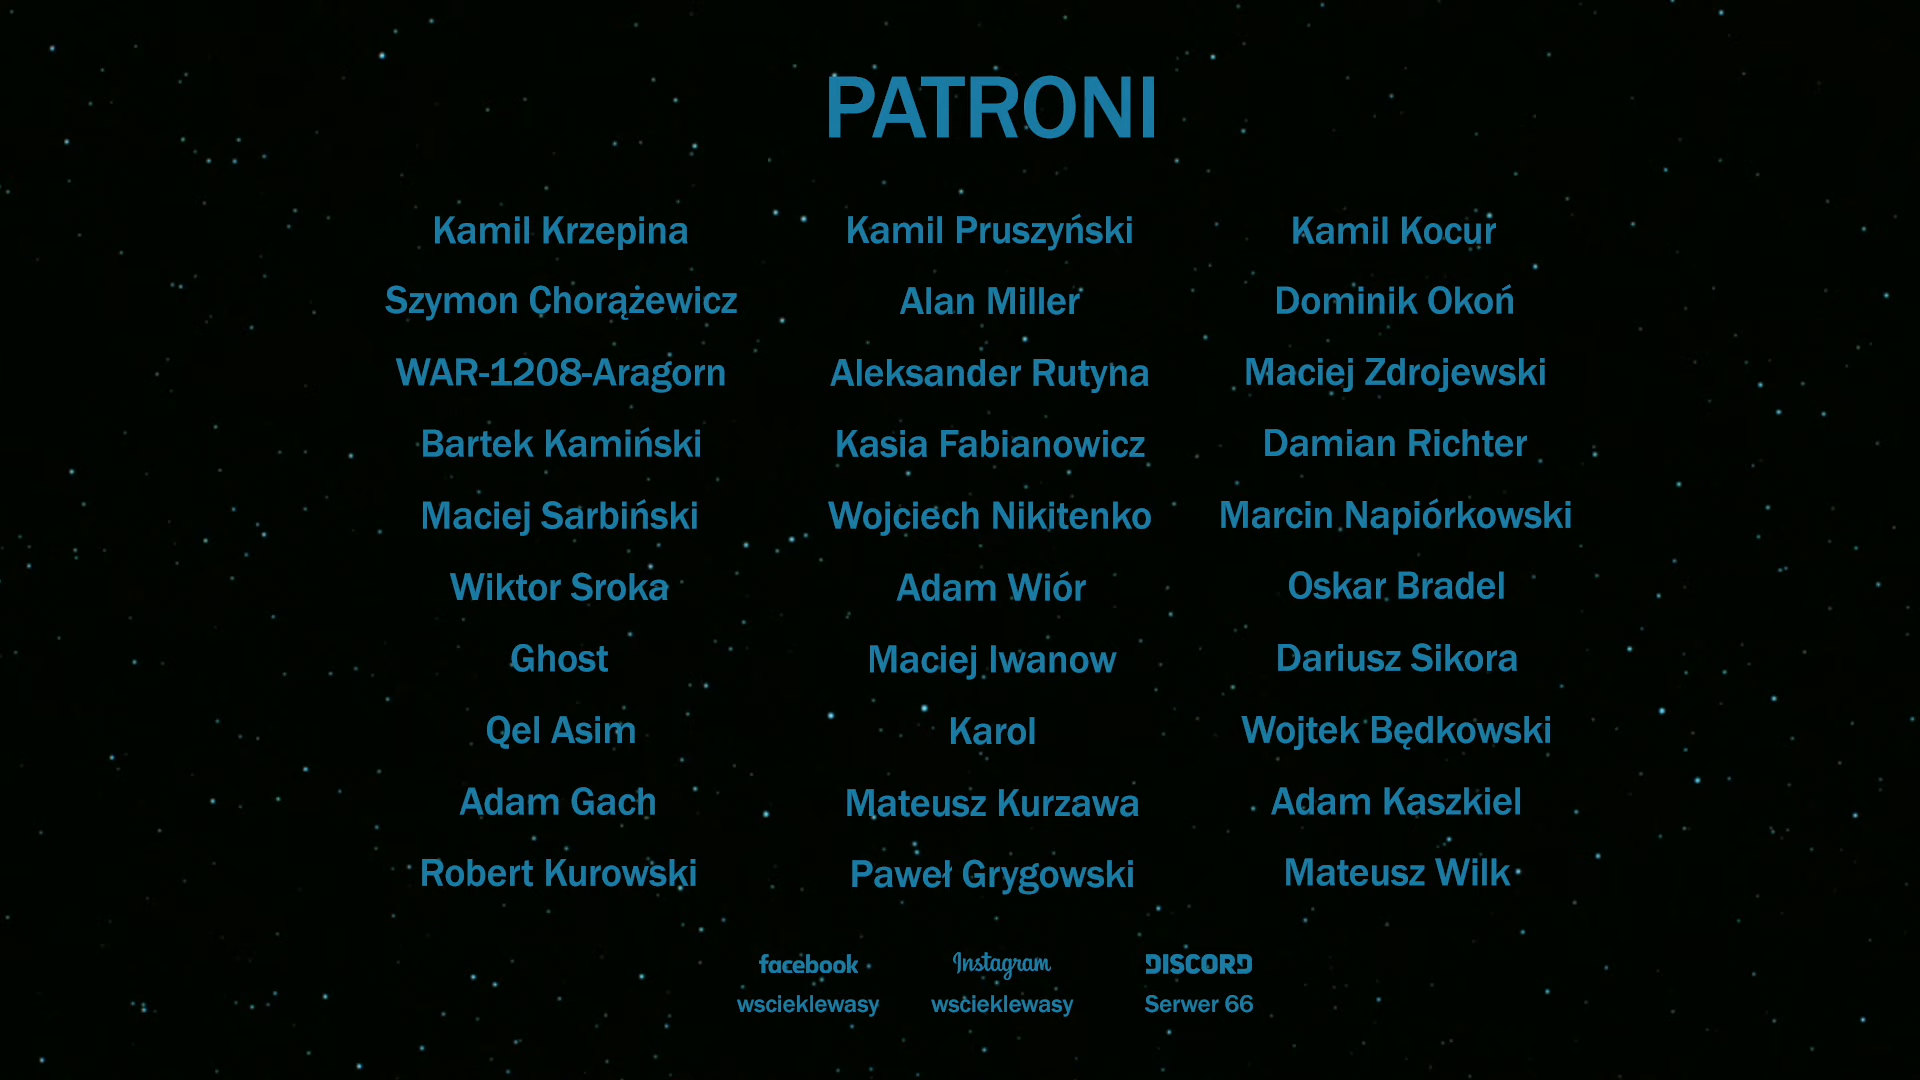 PATRONI
Kamil Krzepina
Szymon Chorążewicz
WAR-1208-Aragorn
Bartek Kamiński
Maciej Sarbiński
Wiktor Sroka
Ghost
Qel Asim
Adam Gach
Robert Kurowski
Kamil Pruszyński
Alan Miller
Aleksander Rutyna
Kasia Fabianowicz
Wojciech Nikitenko
Adam Wiór
Maciej Iwanow
Karol
Mateusz Kurzawa
Paweł Grygowski
Kamil Kocur
Dominik Okoń
Maciej Zdrojewski
Damian Richter
Marcin Napiórkowski
Oskar Bradel
Dariusz Sikora
Wojtek Będkowski
Adam Kaszkiel
Mateusz Wilk
facebook
wscieklewasy
Instagram
wscieklewasy
DISCORD
Serwer 66